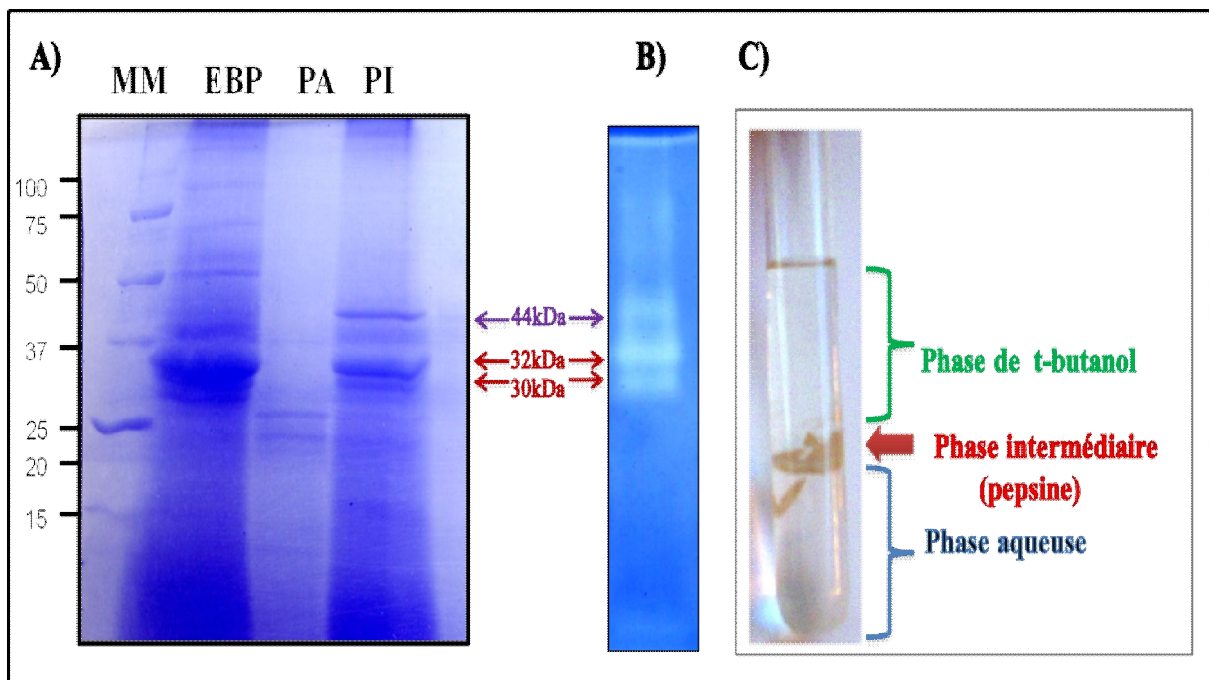 A)
MM EBP PA PI
100
75
50
37
25
20
15
44kDa
32kDa
30kDa
B)
C)
Phase de t-butanol
Phase intermédiaire
(pepsine)
Phase aqueuse